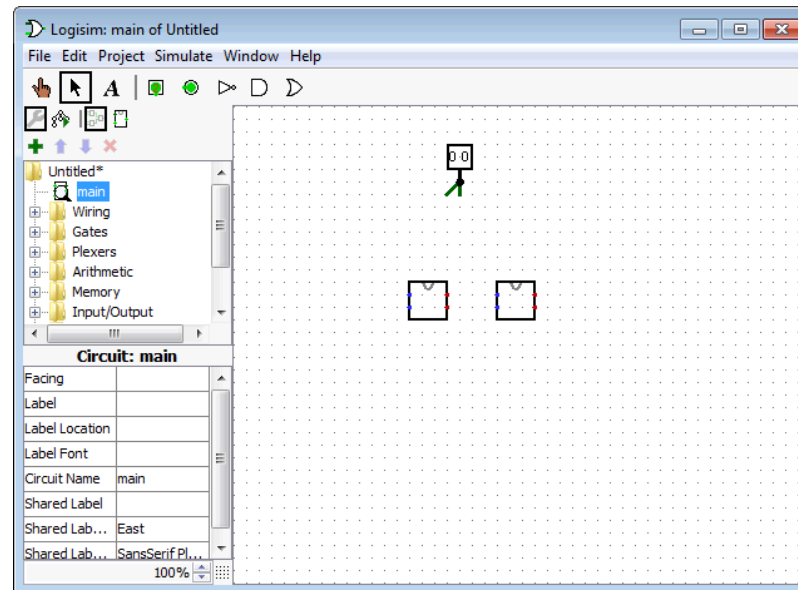 Logisim: main of Untitled
File Edit Project Simulate Window Help
A
Untitled*
main
Wiring
Gates
Plexers
Arithmetic
Memory
Input/Output
Circuit: main
Facing
Label
Label Location
Label Font
Circuit Name main
Shared Label
Shared Lab... East
Shared Lab... SansSerif Pl...
100%
0 0